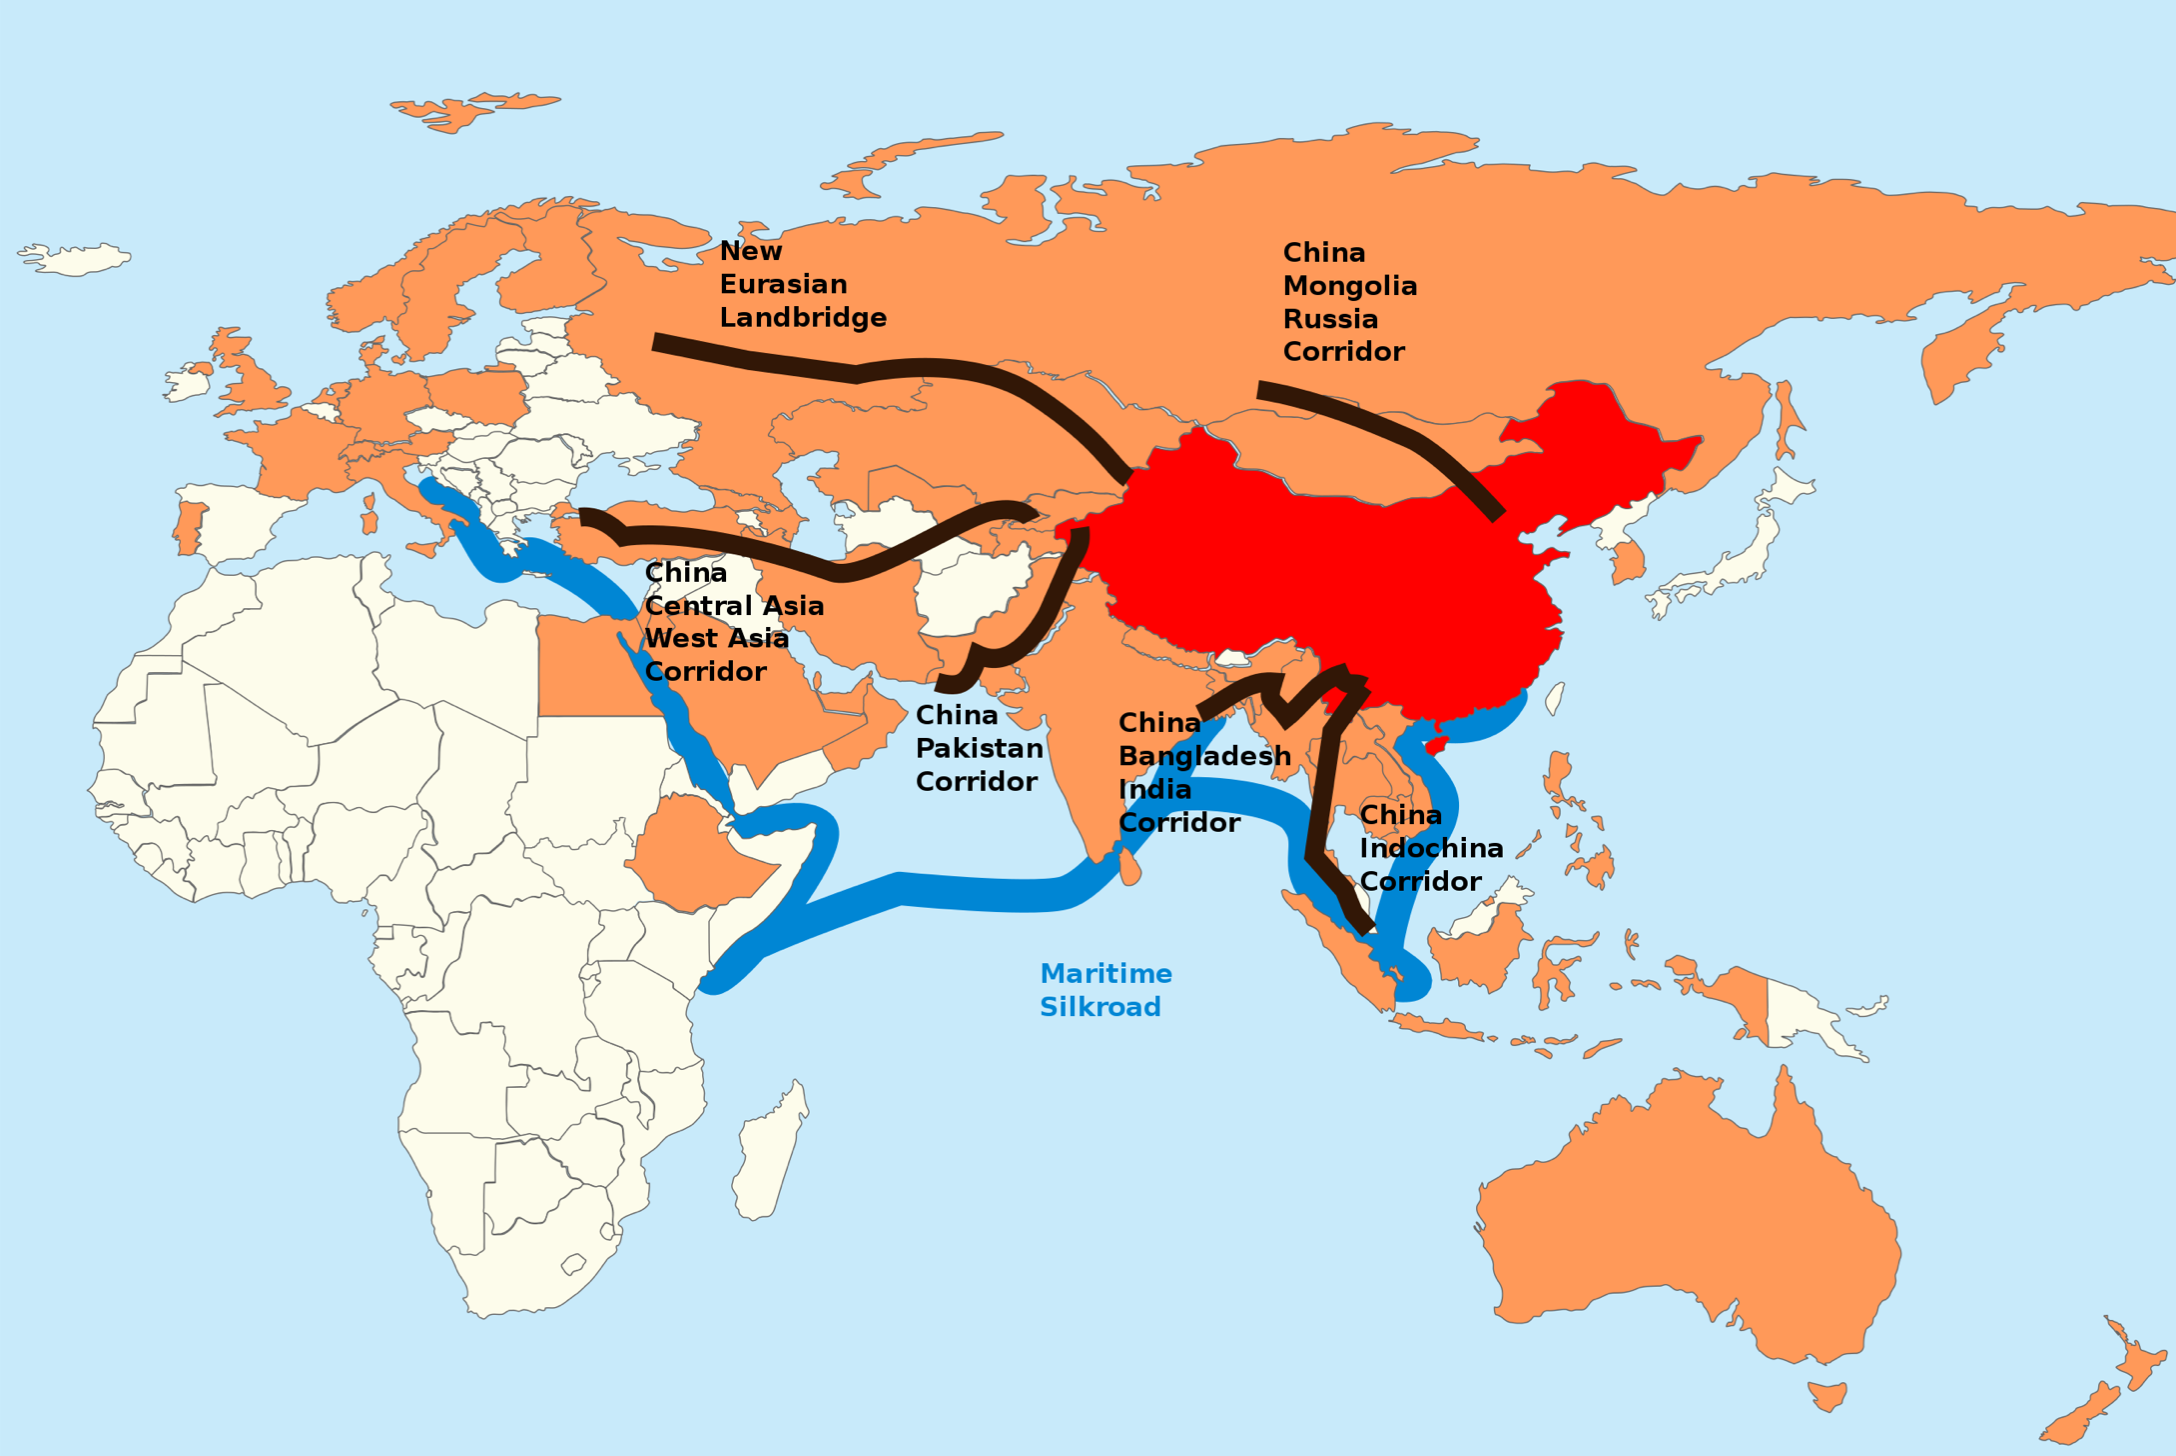 New
Eurasian
Landbridge
China
Mongolia
Russia
Corridor
China
Central Asia
West Asia
Corridor
China
Pakistan
Corridor
China
Bangladesh
India
Corridor
China
Indochina
Corridor
Maritime
Silkroad